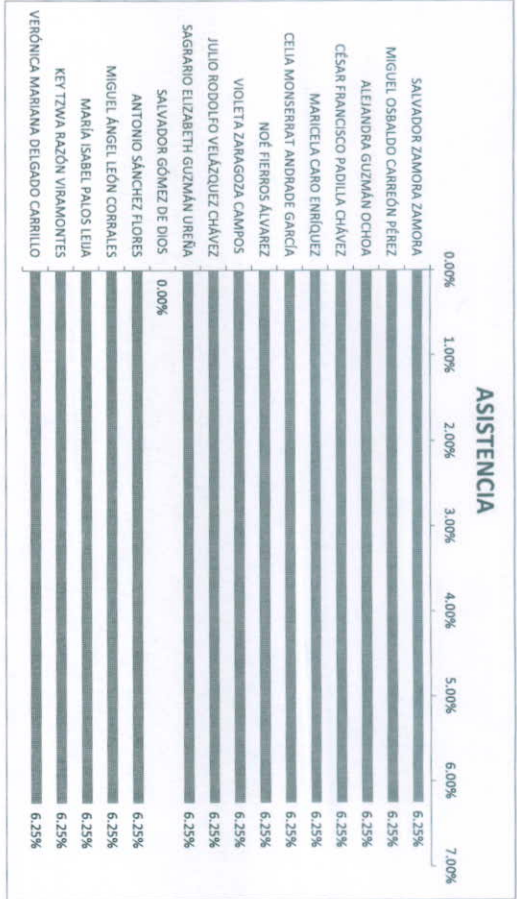 ASISTENCIA
0.00% 1.00% 2.00% 3.00% 4.00% 5.00% 6.00% 7.00%
SALVADOR ZAMORA ZAMORA 6.25%
MIGUEL OSBALDO CARREÓN PÉREZ 6.25%
ALEJANDRA GUZMÁN OCHOA 6.25%
CÉSAR FRANCISCO PADILLA CHÁVEZ 6.25%
MARICELA CARO ENRÍQUEZ 6.25%
CELIA MONSERRAT ANDRADE GARCÍA 6.25%
NOÉ FIERROS ÁLVAREZ 6.25%
VIOLETA ZARAGOZA CAMPOS 6.25%
JULIO RODOLFO VELÁZQUEZ CHÁVEZ 6.25%
SAGRARIO ELIZABETH GUZMÁN UREÑA 6.25%
SALVADOR GÓMEZ DE DIOS 0.00%
ANTONIO SÁNCHEZ FLORES 6.25%
MIGUEL ÁNGEL LEÓN CORRALES 6.25%
MARÍA ISABEL PALOS LEIJA 6.25%
KEY TZWA RAZÓN VIRAMONTES 6.25%
VERÓNICA MARIANA DELGADO CARRILLO 6.25%